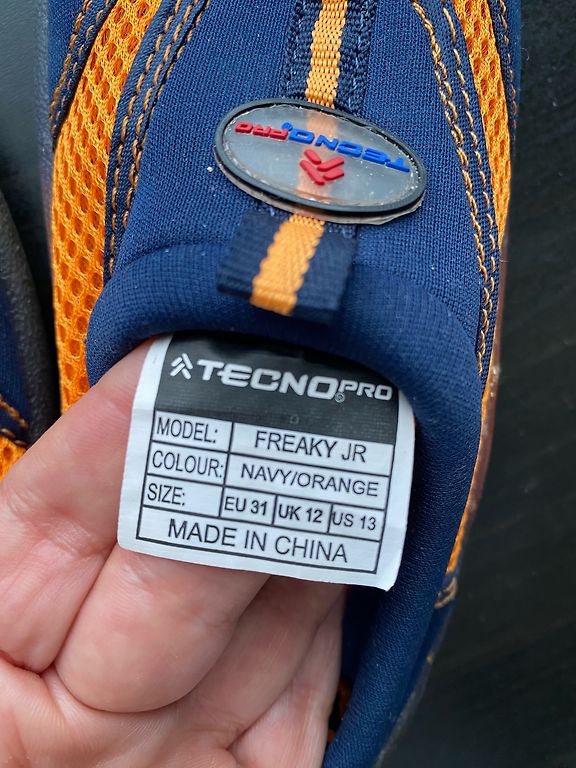 TECNOPRO
TECNOPRO
MODEL: FREAKY JR
COLOUR: NAVY/ORANGE
SIZE: EU 31 UK 12 US 13
MADE IN CHINA